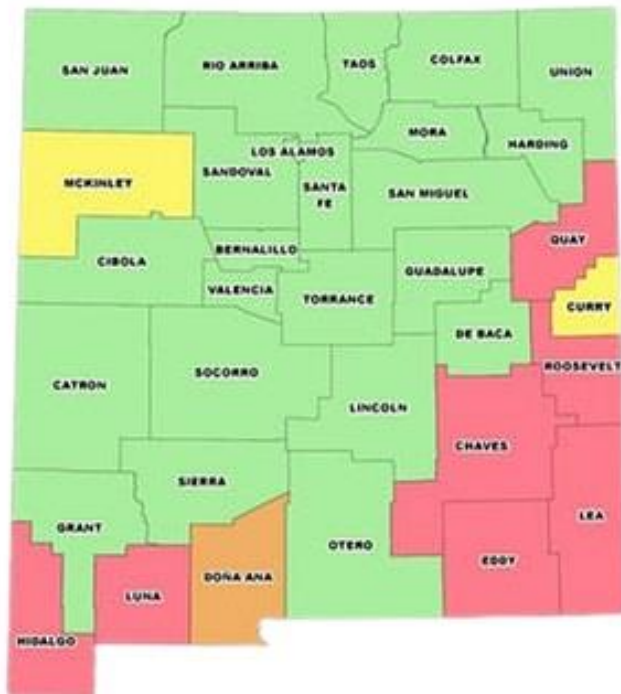 SAN JUAN
RIO ARRIBA
TAOS
COLFAX
UNION
MORA
HARDING
LOS ALAMOS
SANDOVAL
SANTA
FE
MCKINLEY
SAN MIGUEL
QUAY
BERNALILLO
CIBOLA
GUADALUPE
VALENCIA
TORRANCE
CURRY
DE BACA
ROOSEVELT
SOCORRO
CATRON
LINCOLN
CHAVES
SIERRA
LEA
GRANT
OTERO
EDDY
DOÑA ANA
LUNA
HIDALGO